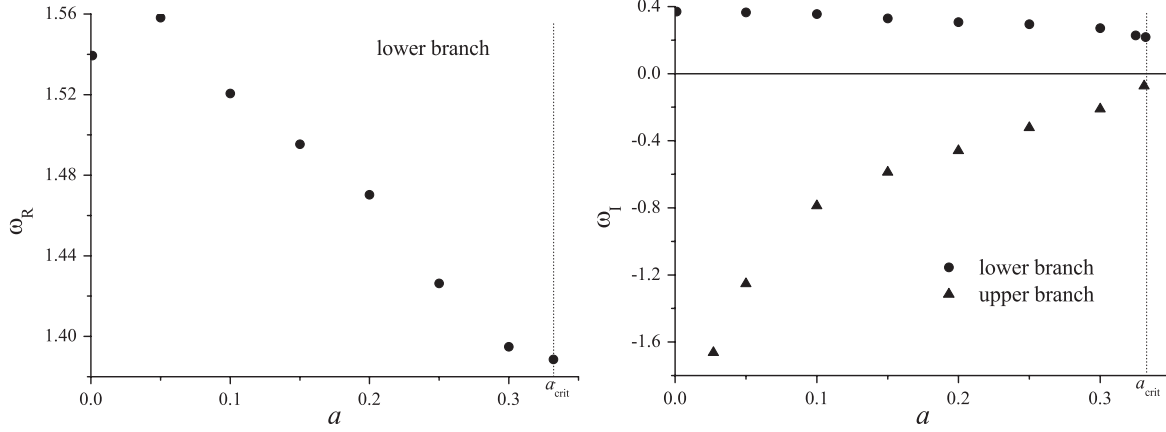 1.56
1.52
1.48
1.44
1.40
ω_R
lower branch
0.0
0.1
0.2
0.3
a_crit
a
0.4
0.0
-0.4
-0.8
-1.2
-1.6
ω_I
lower branch
upper branch
0.0
0.1
0.2
0.3
a_crit
a